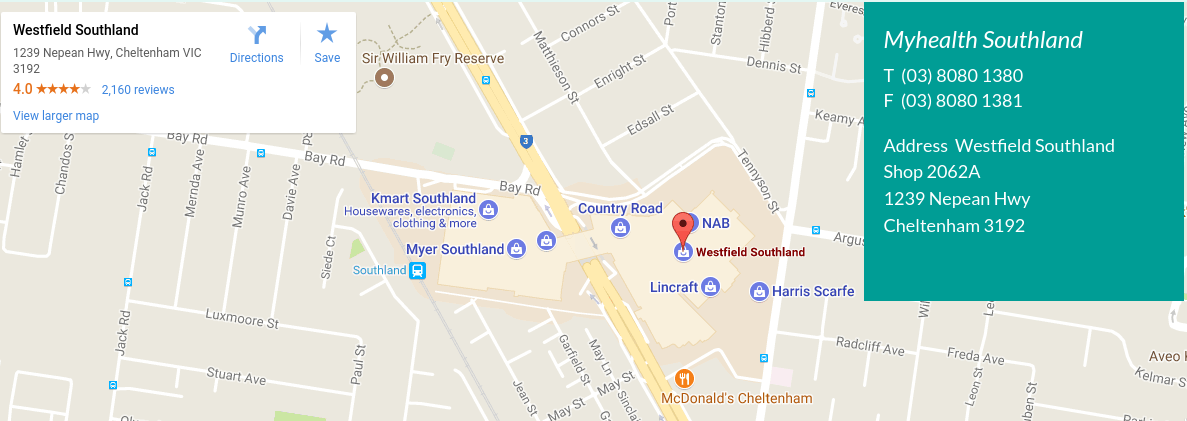 Westfield Southland
1239 Nepean Hwy, Cheltenham VIC
3192
4.0
2,160 reviews
View larger map
Directions
Save
Myhealth Southland
T (03) 8080 1380
F (03) 8080 1381
Address Westfield Southland
Shop 2062A
1239 Nepean Hwy
Cheltenham 3192
Sir William Fry Reserve
Matthieson St
Connors St
Enright St
Edsall St
Stanton
Hibberd S
Dennis St
Everes
Keamy A
Tennyson St
3
Hamlet
Chandos S
Jack Rd
Mernda Ave
Munro Ave
Davie Ave
Bay Rd
Bay Rd
Bay Rd
Kmart Southland
Housewares, electronics,
clothing & more
Country Road
NAB
Myer Southland
Westfield Southland
Argus
Siede Ct
Southland
Lincraft
Harris Scarfe
Jack Rd
Luxmoore St
Paul St
Stuart Ave
Garfield St
May Ln
May St
May St
Jean St
Sinclai
McDonald's Cheltenham
Radcliff Ave
Freda Ave
Leon St
Aveo K
Kelmar S